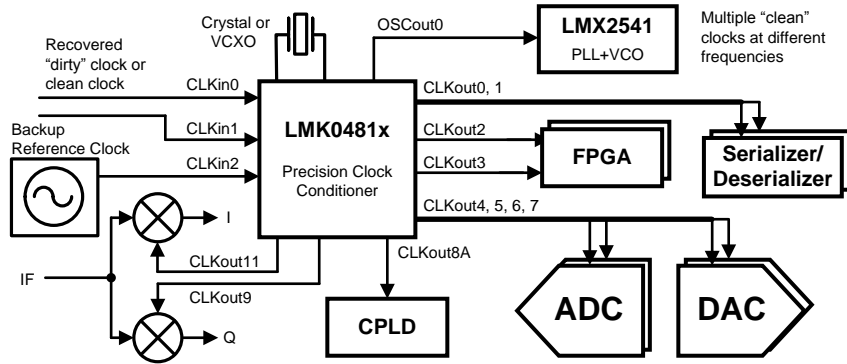 Crystal or
VCXO
OSCout0
LMX2541
PLL+VCO
Multiple “clean”
clocks at different
frequencies
Recovered
“dirty” clock or
clean clock
CLKin0
CLKin1
CLKin2
Backup
Reference Clock
LMK0481x
Precision Clock
Conditioner
CLKout0, 1
CLKout2
CLKout3
FPGA
Serializer/
Deserializer
CLKout4, 5, 6, 7
I
CLKout11
CLKout8A
IF
CLKout9
Q
CPLD
ADC
DAC